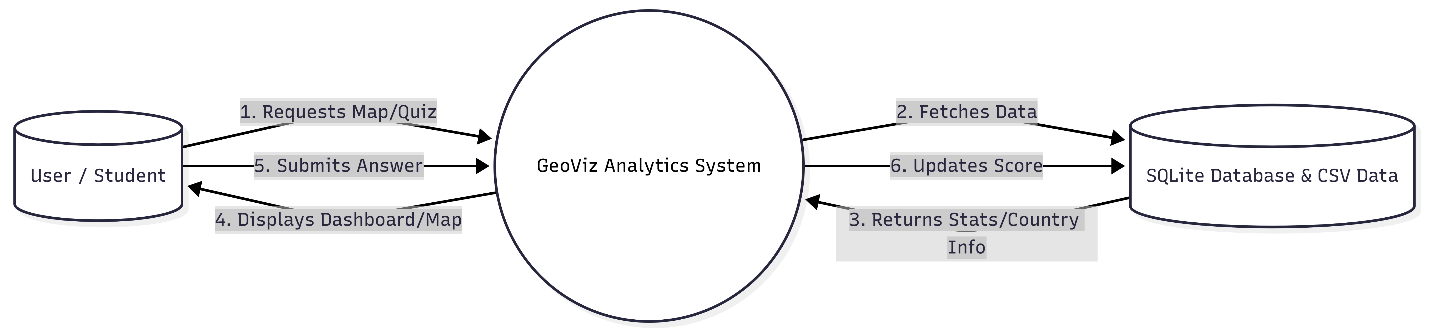 1. Requests Map/Quiz
2. Fetches Data
User / Student
5. Submits Answer
GeoViz Analytics System
6. Updates Score
SQLite Database & CSV Data
4. Displays Dashboard/Map
3. Returns Stats/Country
Info